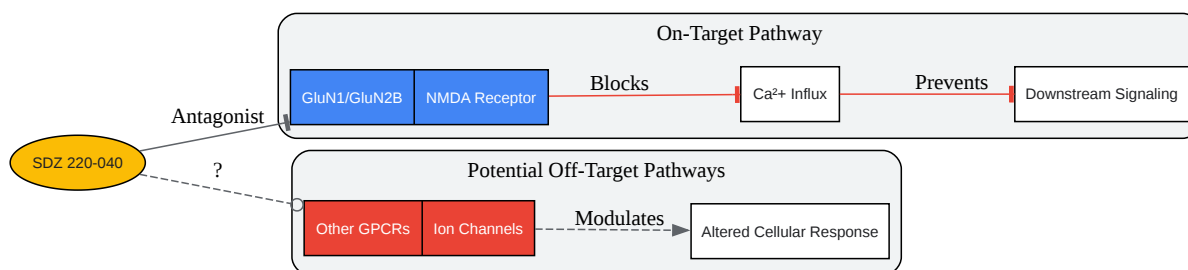 On-Target Pathway
GluN1/GluN2B
NMDA Receptor
Blocks
Ca²+ Influx
Prevents
Downstream Signaling
Antagonist
SDZ 220-040
?
Potential Off-Target Pathways
Other GPCRs
Ion Channels
Modulates
Altered Cellular Response